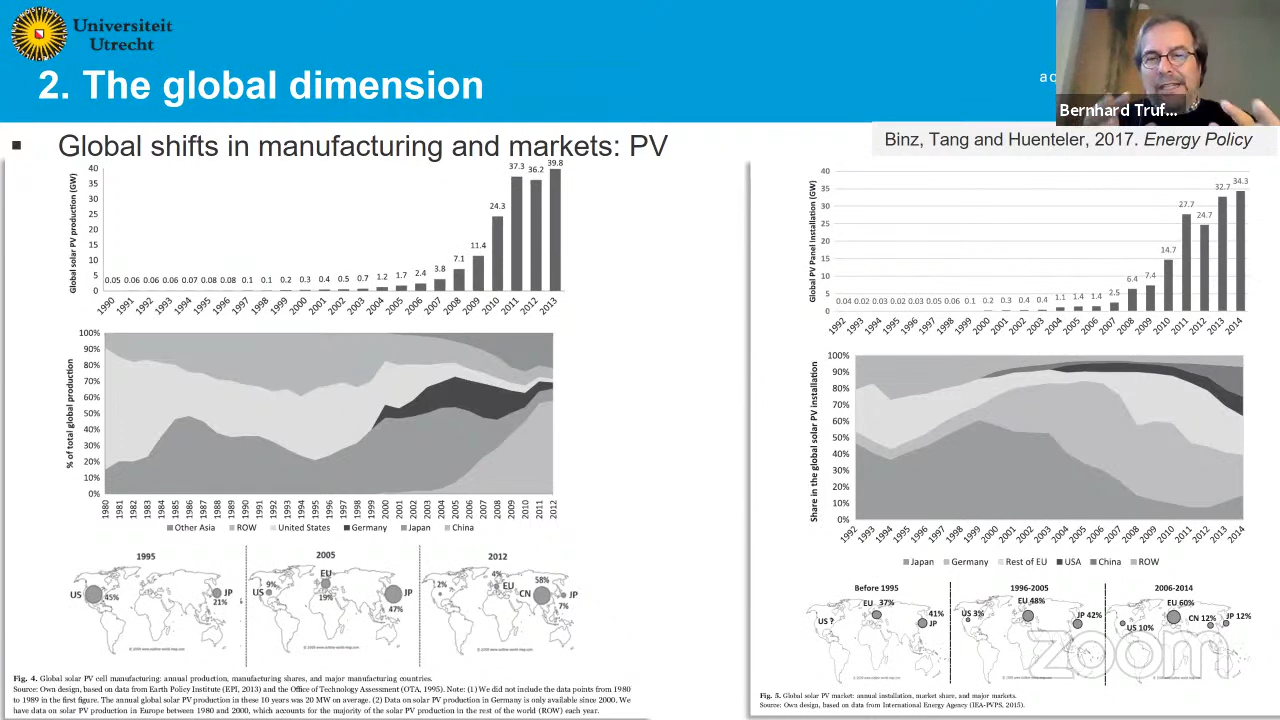 Universiteit
Utrecht
2. The global dimension
Bernhard Truf...
▪ Global shifts in manufacturing and markets: PV
Binz, Tang and Huenteler, 2017. Energy Policy
Global solar PV production (GW)
40
35
30
25
20
15
10
5
0
0.05 0.06 0.06 0.06 0.07 0.08 0.08 0.1 0.1 0.2 0.3 0.4 0.5 0.7 1.2 1.7 2.4 3.8 7.1 11.4 24.3 37.3 36.2 39.8
1990 1991 1992 1993 1994 1995 1996 1997 1998 1999 2000 2001 2002 2003 2004 2005 2006 2007 2008 2009 2010 2011 2012 2013
% of total global production
100%
90%
80%
70%
60%
50%
40%
30%
20%
10%
0%
1980 1981 1982 1983 1984 1985 1986 1987 1988 1989 1990 1991 1992 1993 1994 1995 1996 1997 1998 1999 2000 2001 2002 2003 2004 2005 2006 2007 2008 2009 2010 2011 2012
Other Asia ROW United States Germany Japan China
1995 2005 2012
US 45% JP 21%
US 9% EU 19% JP 47%
2% 4% EU CN 58% JP 7%
© 2009 www.outline-world-map.com
© 2009 www.outline-world-map.com
© 2009 www.outline-world-map.com
Fig. 4. Global solar PV cell manufacturing: annual production, manufacturing shares, and major manufacturing countries.
Source: Own design, based on data from Earth Policy Institute (EPI, 2013) and the Office of Technology Assessment (OTA, 1995). Note: (1) We did not include the data points from 1980
to 1989 in the first figure. The annual global solar PV production in these 10 years was 20 MW on average. (2) Data on solar PV production in Germany is only available since 2000. We
have data on solar PV production in Europe between 1980 and 2000, which accounts for the majority of the solar PV production in the rest of the world (ROW) each year.
Global PV Panel Installation (GW)
40
35
30
25
20
15
10
5
0
0.04 0.02 0.03 0.02 0.03 0.05 0.06 0.1 0.2 0.3 0.4 0.4 1.1 1.4 1.4 2.5 6.4 7.4 14.7 27.7 24.7 32.7 34.3
1992 1993 1994 1995 1996 1997 1998 1999 2000 2001 2002 2003 2004 2005 2006 2007 2008 2009 2010 2011 2012 2013 2014
Share in the global solar PV installation
100%
90%
80%
70%
60%
50%
40%
30%
20%
10%
0%
1992 1993 1994 1995 1996 1997 1998 1999 2000 2001 2002 2003 2004 2005 2006 2007 2008 2009 2010 2011 2012 2013 2014
Japan Germany Rest of EU USA China ROW
Before 1995 1996-2005 2006-2014
US ? EU 37% 41% JP
US 3% EU 48% JP 42%
US 10% EU 60% CN 12% JP 12%
zoom
Fig. 5. Global solar PV market: annual installation, market share, and major markets.
Source: Own design, based on data from International Energy Agency (IEA-PVPS, 2015).